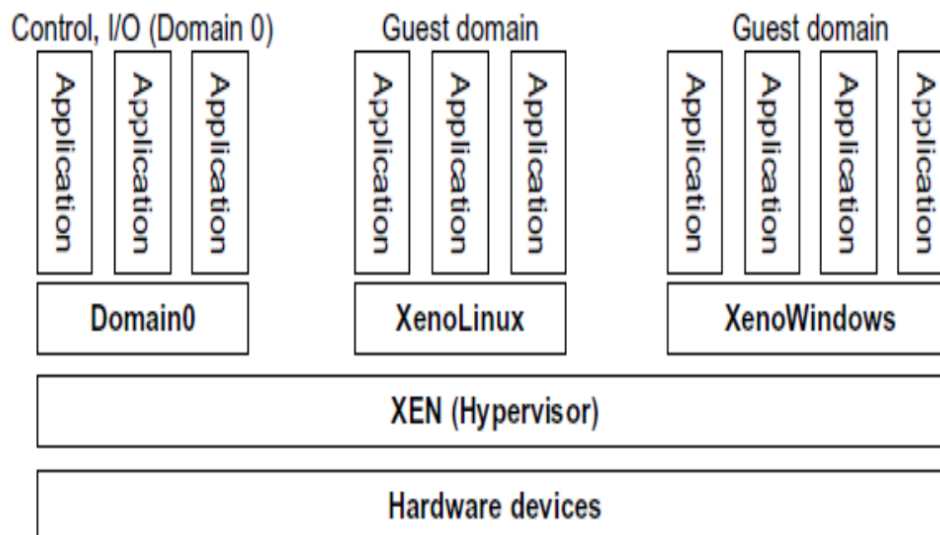 Control, I/O (Domain 0)
Guest domain
Guest domain
Application
Application
Application
Application
Application
Application
Application
Application
Application
Application
Domain0
XenoLinux
XenoWindows
XEN (Hypervisor)
Hardware devices